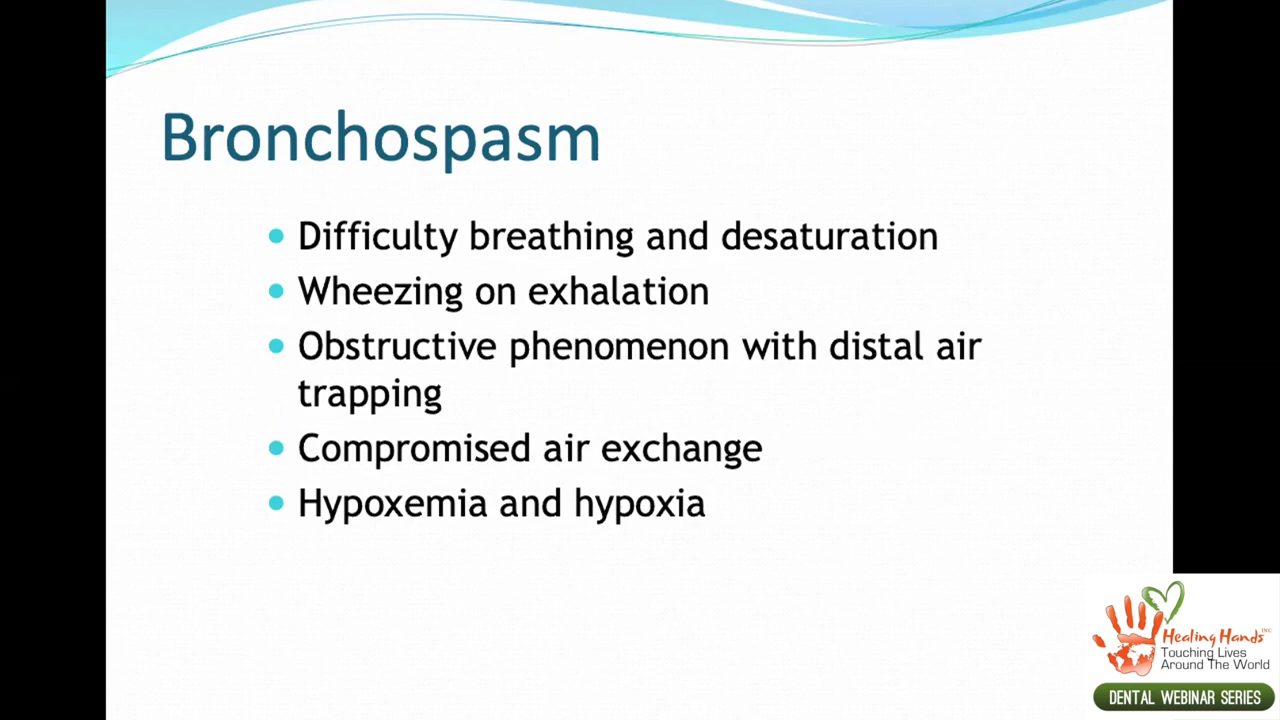 Bronchospasm
Difficulty breathing and desaturation
Wheezing on exhalation
Obstructive phenomenon with distal air
trapping
Compromised air exchange
Hypoxemia and hypoxia
Healing Hands INC
Touching Lives
Around The World
DENTAL WEBINAR SERIES